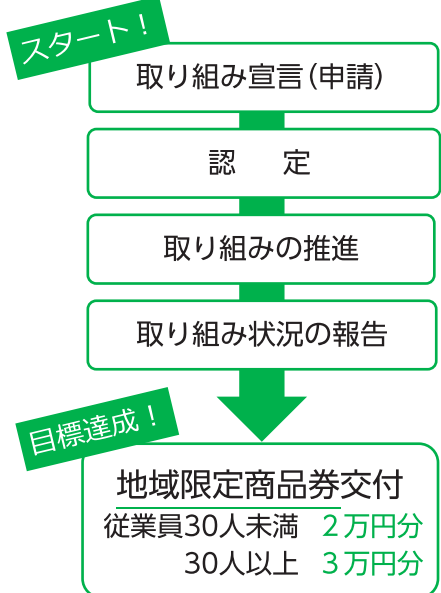 スタート！
取り組み宣言（申請）
認　定
取り組みの推進
取り組み状況の報告
目標達成！
地域限定商品券交付
従業員30人未満　２万円分
30人以上　３万円分